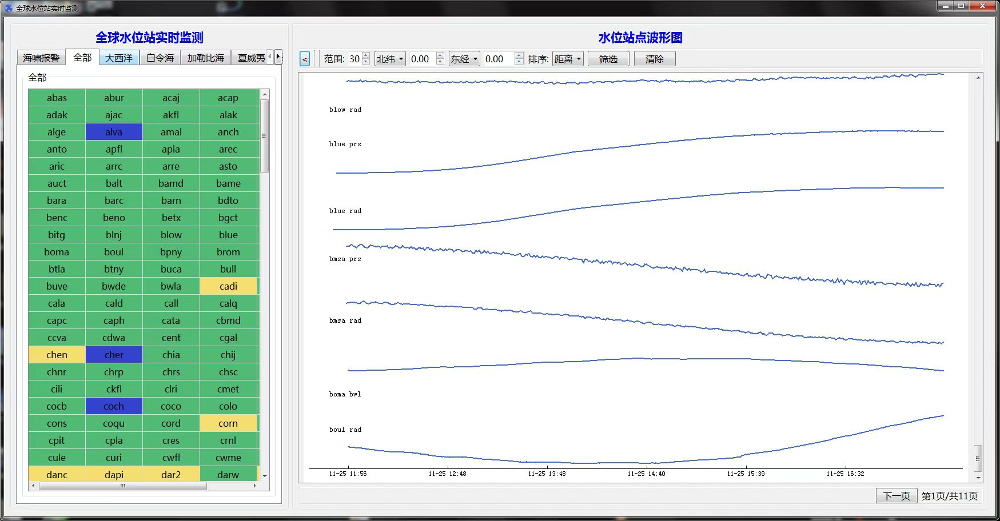 全球水位站实时监测
全球水位站实时监测
海啸报警 全部 大西洋 白令海 加勒比海 夏威夷
全部
abas abur acaj acap
adak ajac akfl alak
alge alva amal anch
anto apfl apla arec
aric arrc arre asto
auct balt bamd bame
bara barc barn bdto
benc beno betx bgct
bitg blnj blow blue
boma boul bpny brom
btla btny buca bull
buve bwde bwla cadi
cala cald call calq
capc caph cata cbmd
ccva cdwa cent cgal
chen cher chia chij
chnr chrp chrs chsc
cili ckfl clri cmet
cocb coch coco colo
cons coqu cord corn
cpit cpla cres crnl
cule curi cwfl cwme
danc dapi dar2 darw
水位站点波形图
< 范围: 30 北纬 0.00 东经 0.00 排序: 距离 筛选 清除
blow rad
blue prs
blue rad
bmsa prs
bmsa rad
boma bwl
boul rad
11-25 11:56 11-25 12:48 11-25 13:48 11-25 14:40 11-25 15:39 11-25 16:32
下一页 第1页/共11页